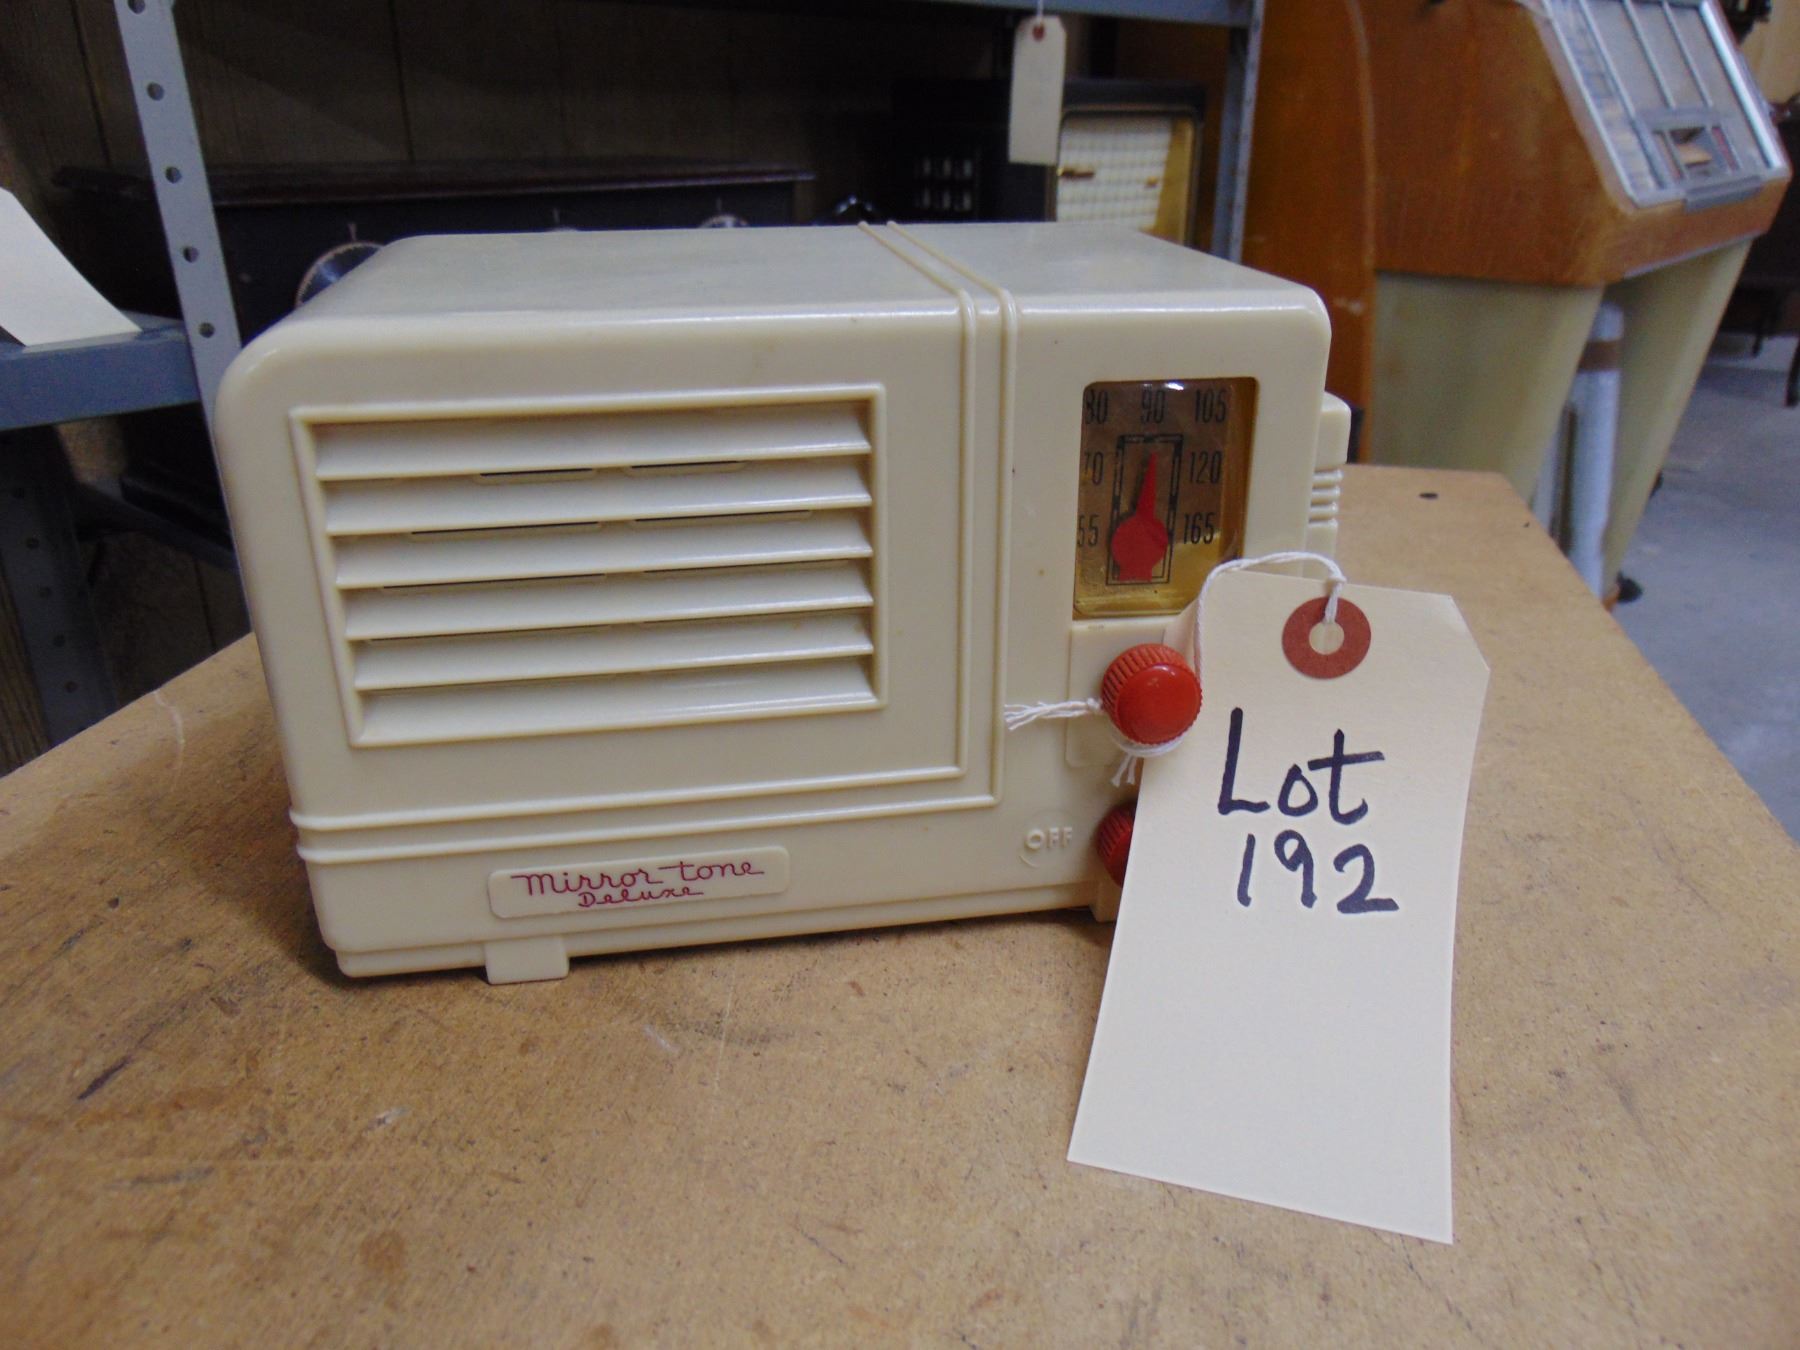 80 90 105
70 120
55 165
OFF
Mirror-tone
Deluxe
Lot
192